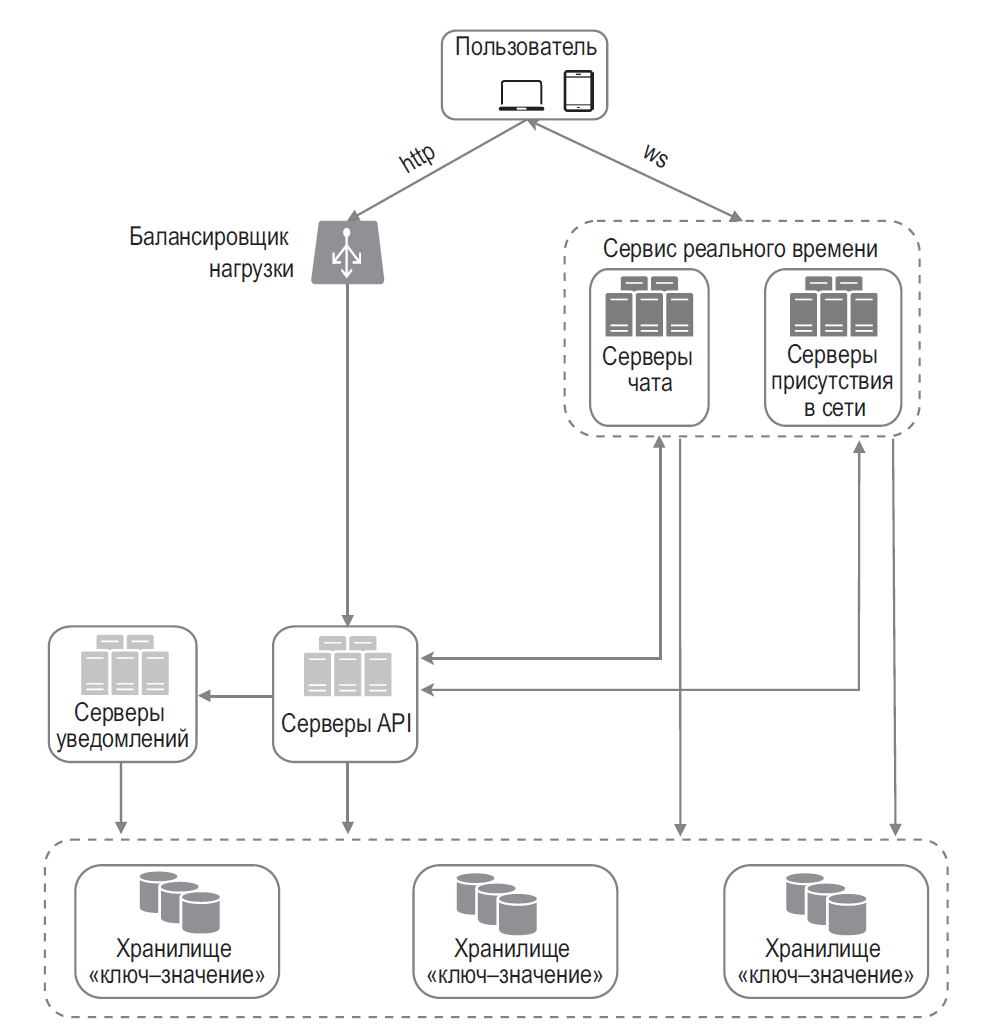 Пользователь
http
ws
Балансировщик
нагрузки
Сервис реального времени
Серверы
чата
Серверы
присутствия
в сети
Серверы
уведомлений
Серверы API
Хранилище
«ключ–значение»
Хранилище
«ключ–значение»
Хранилище
«ключ–значение»